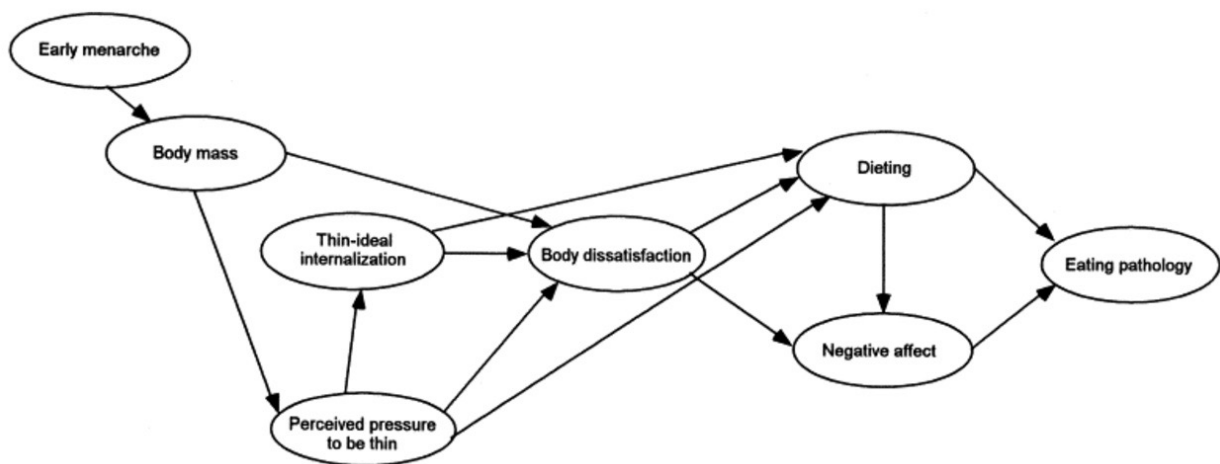 Early menarche
Body mass
Dieting
Thin-ideal
internalization
Body dissatisfaction
Eating pathology
Negative affect
Perceived pressure
to be thin